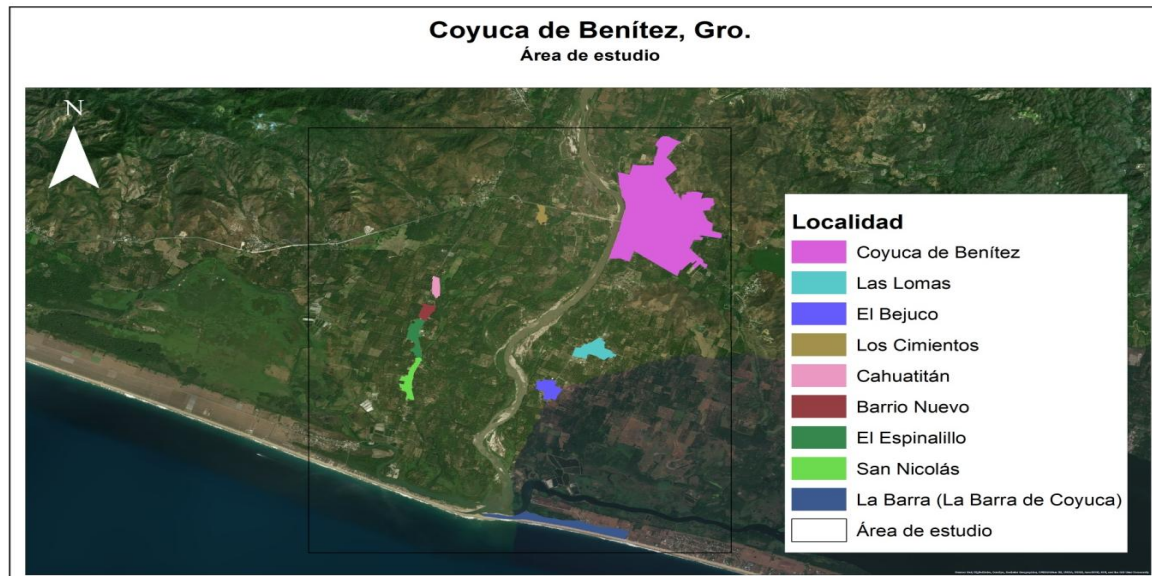 Coyuca de Benítez, Gro.
Área de estudio
N
Localidad
Coyuca de Benítez
Las Lomas
El Bejuco
Los Cimientos
Cahuatitán
Barrio Nuevo
El Espinalillo
San Nicolás
La Barra (La Barra de Coyuca)
Área de estudio